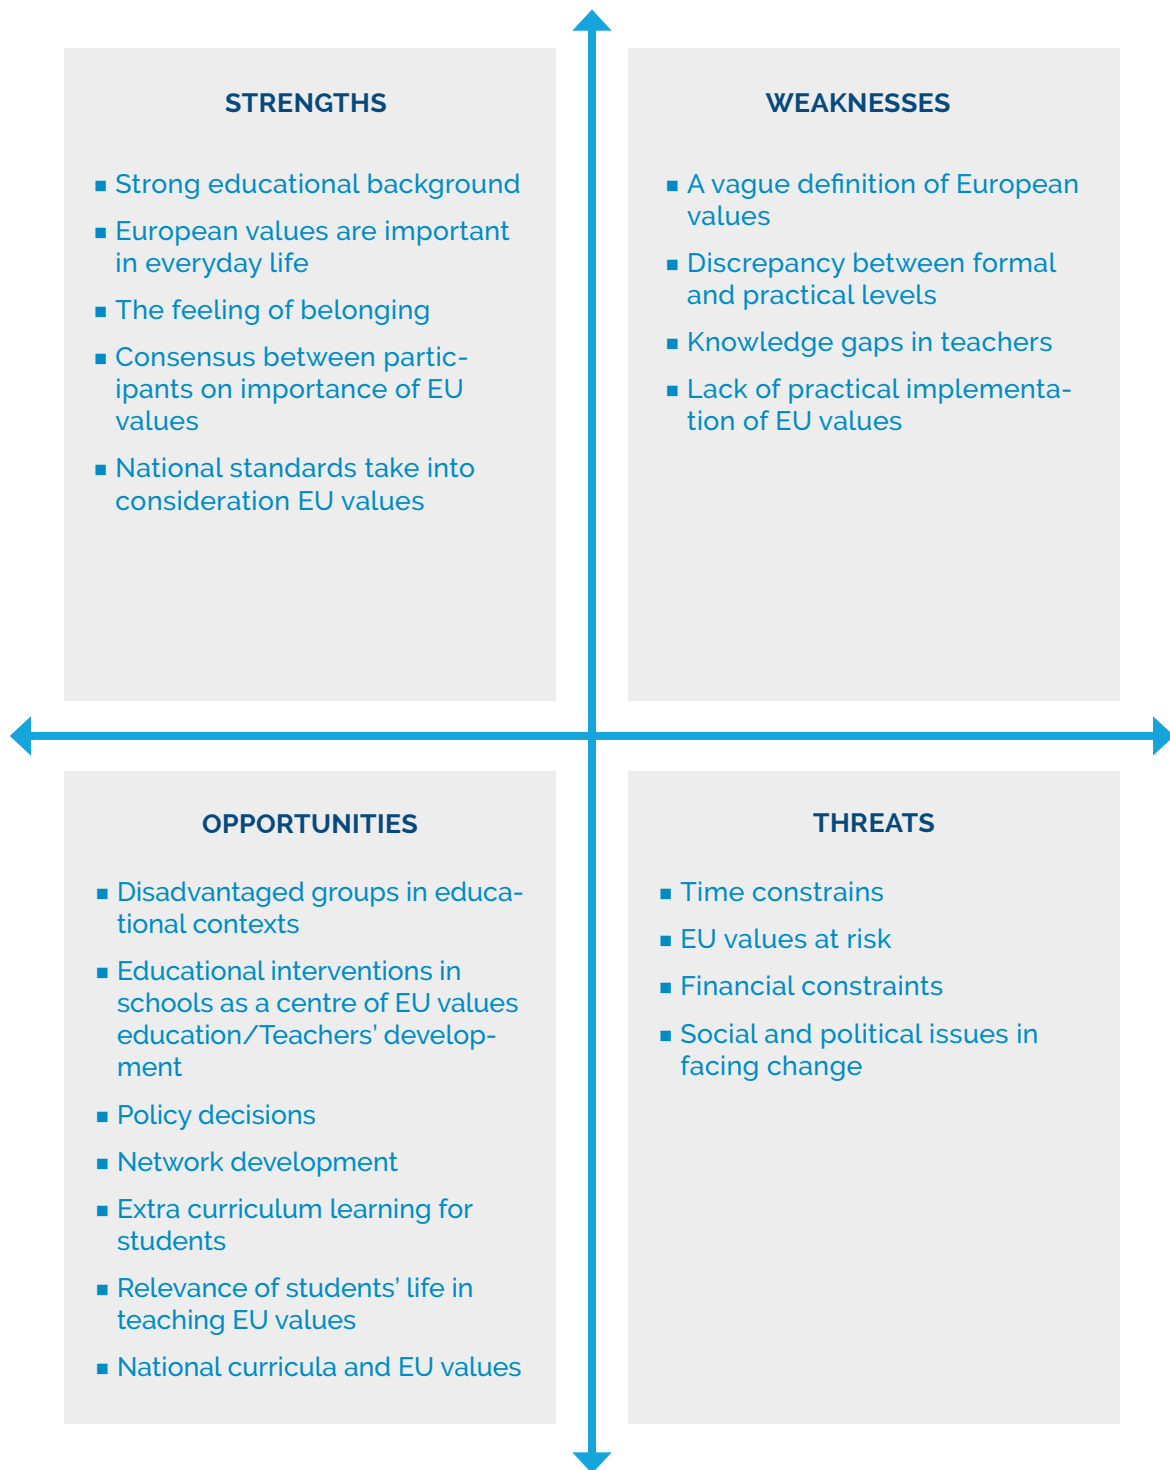 STRENGTHS
■ Strong educational background
■ European values are important
in everyday life
■ The feeling of belonging
■ Consensus between partic-
ipants on importance of EU
values
■ National standards take into
consideration EU values
WEAKNESSES
■ A vague definition of European
values
■ Discrepancy between formal
and practical levels
■ Knowledge gaps in teachers
■ Lack of practical implementa-
tion of EU values
OPPORTUNITIES
■ Disadvantaged groups in educa-
tional contexts
■ Educational interventions in
schools as a centre of EU values
education/Teachers’ develop-
ment
■ Policy decisions
■ Network development
■ Extra curriculum learning for
students
■ Relevance of students’ life in
teaching EU values
■ National curricula and EU values
THREATS
■ Time constrains
■ EU values at risk
■ Financial constraints
■ Social and political issues in
facing change